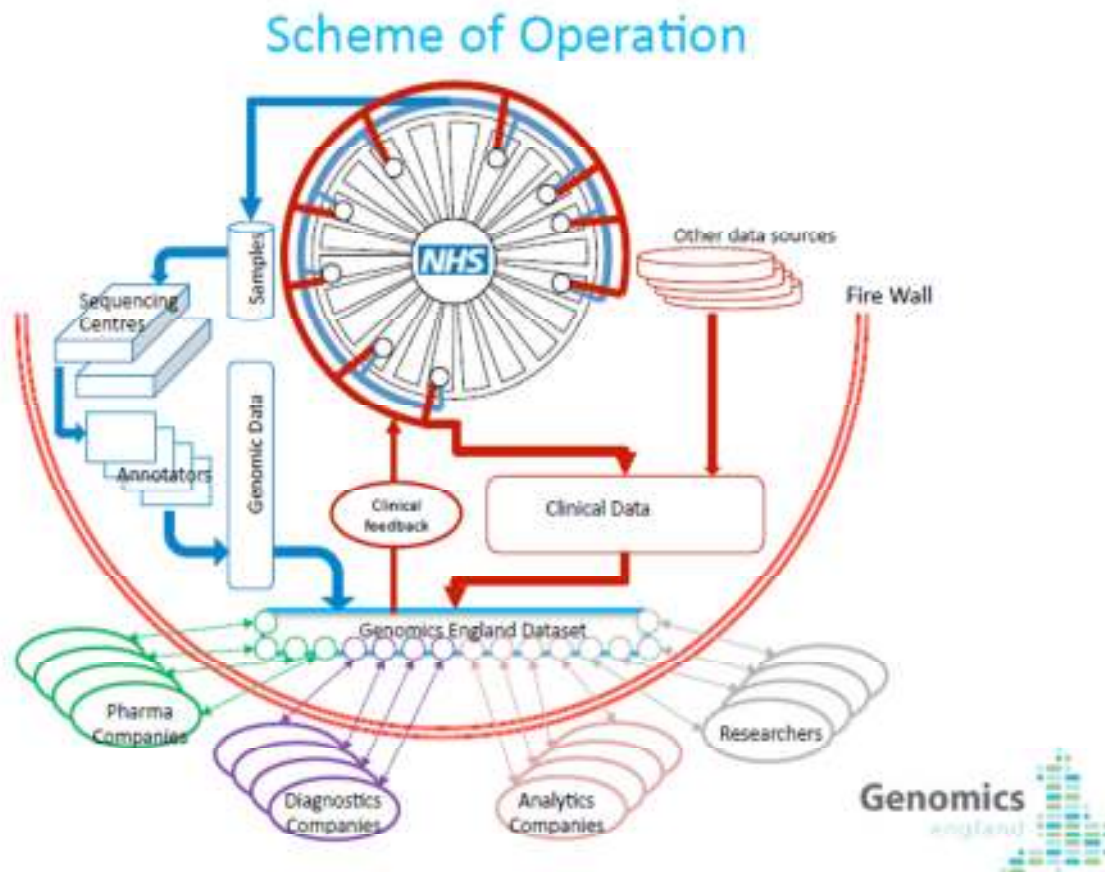 Scheme of Operation
NHS
Samples
Other data sources
Fire Wall
Sequencing
Centres
Genomic Data
Annotators
Clinical
feedback
Clinical Data
Genomics England Dataset
Pharma
Companies
Diagnostics
Companies
Analytics
Companies
Researchers
Genomics
england